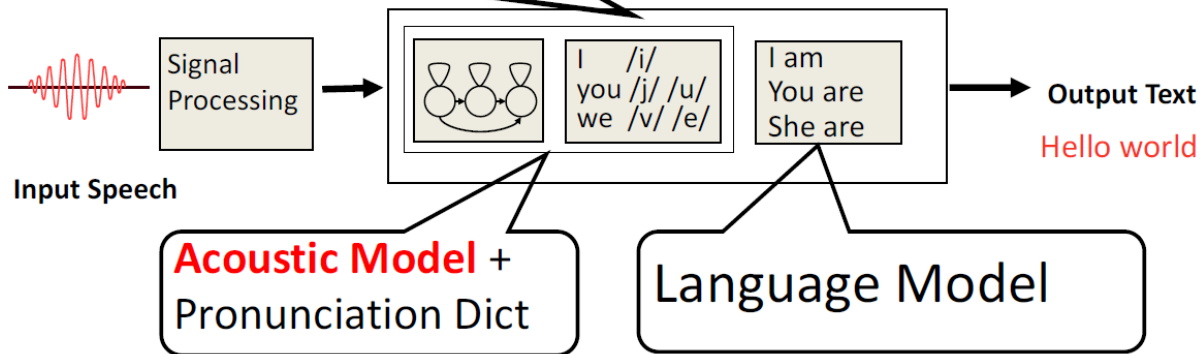 Signal
Processing
I /i/
you /j/ /u/
we /v/ /e/
I am
You are
She are
Output Text
Hello world
Input Speech
Acoustic Model +
Pronunciation Dict
Language Model